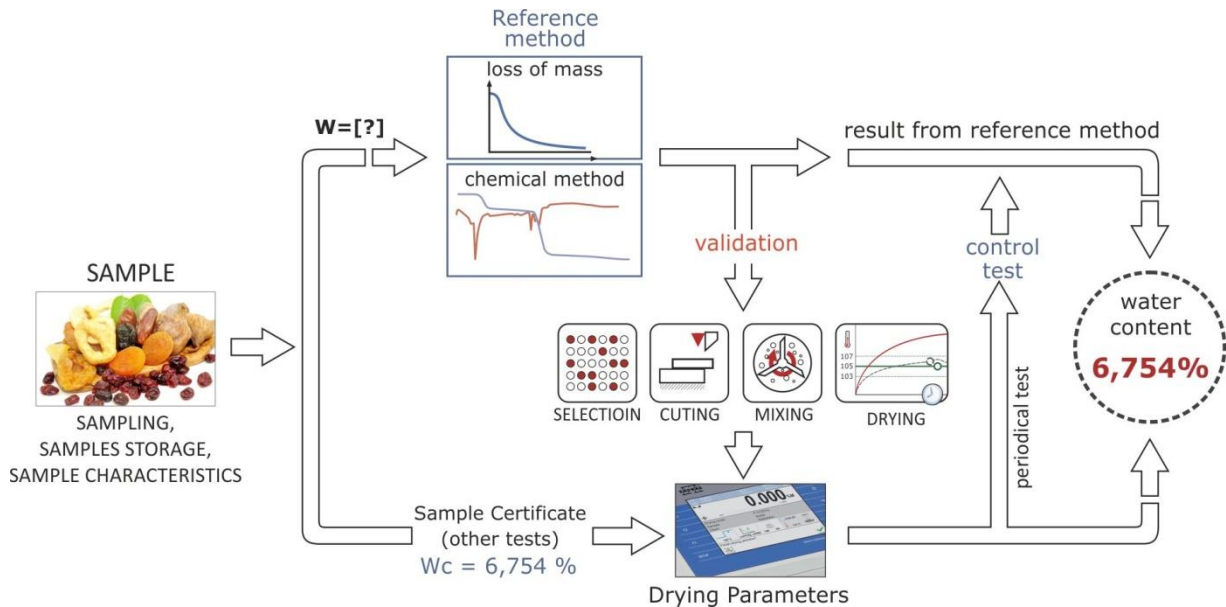 Reference
method
loss of mass
chemical method
W=[?]
result from reference method
validation
control
test
SAMPLE
SAMPLING,
SAMPLES STORAGE,
SAMPLE CHARACTERISTICS
SELECTIOIN
CUTING
MIXING
107
105
103
DRYING
periodical test
water
content
6,754%
Sample Certificate
(other tests)
Wc = 6,754 %
0.000
Drying Parameters